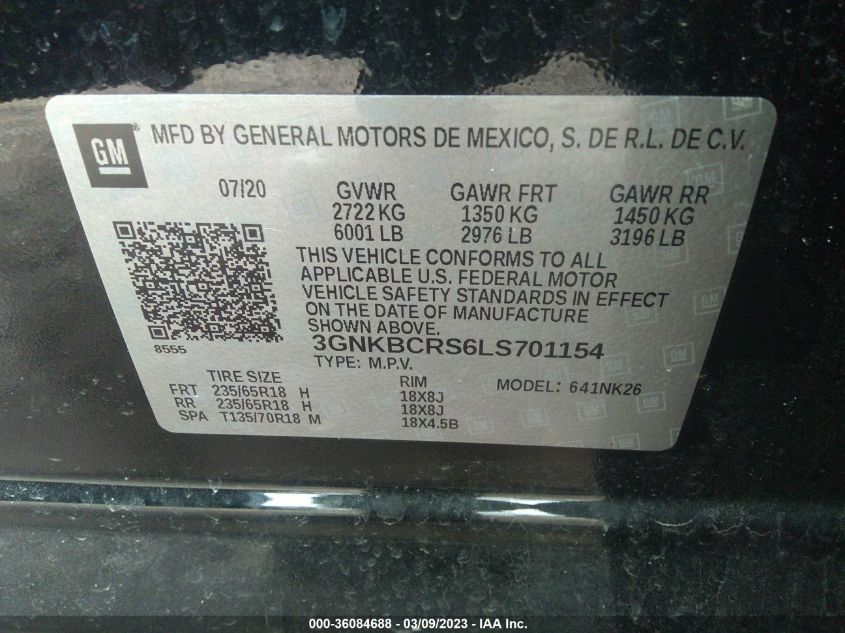 GM ® MFD BY GENERAL MOTORS DE MEXICO, S. DE R.L. DE C.V.
07/20 GVWR GAWR FRT GAWR RR
2722 KG 1350 KG 1450 KG
6001 LB 2976 LB 3196 LB
THIS VEHICLE CONFORMS TO ALL
APPLICABLE U.S. FEDERAL MOTOR
VEHICLE SAFETY STANDARDS IN EFFECT
ON THE DATE OF MANUFACTURE
SHOWN ABOVE.
8555
3GNKBCRS6LS701154
TYPE: M.P.V.
TIRE SIZE RIM MODEL: 641NK26
FRT 235/65R18 H 18X8J
RR 235/65R18 H 18X8J
SPA T135/70R18 M 18X4.5B
000-36084688 - 03/09/2023 - IAA Inc.